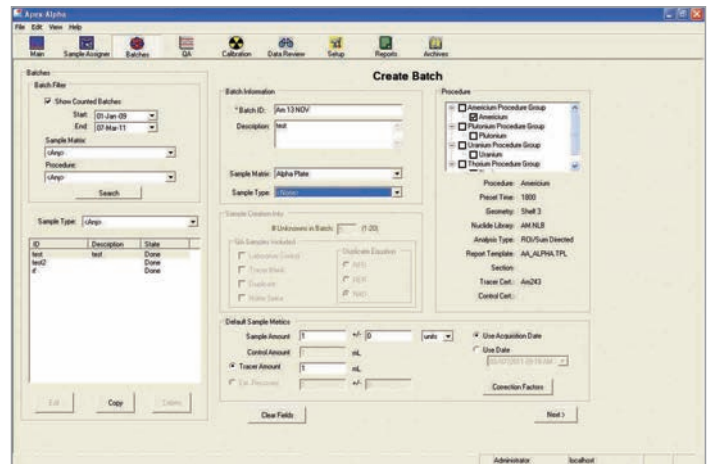 Apex-Alpha
File Edit View Help
Main Sample Assigner Batches QA Calibration Data Review Setup Reports Archives
Batches
Batch Filter
Show Counted Batches
Start: 01-Jan-09
End: 07-Mar-11
Sample Matrix:
<Any>
Procedure:
<Any>
Search
Sample Type: <Any>
ID Description State
test test Done
test2 Done
Done
Edit Copy Delete
Create Batch
Batch Information
*Batch ID: Am 13 NOV
Description: test
Sample Matrix: Alpha Plate
Sample Type: <None>
Sample Creation Info
# Unknowns in Batch: (1-20)
QA Samples Included
Laboratory Control
Tracer Blank
Duplicate
Matrix Spike
Duplicate Equation
RPD
RER
NAD
Procedure
Americium Procedure Group
Americium
Plutonium Procedure Group
Plutonium
Uranium Procedure Group
Uranium
Thorium Procedure Group
Procedure: Americium
Preset Time: 1800
Geometry: Shelf 3
Nuclide Library: AM.NLB
Analysis Type: ROI/Sum Directed
Report Template: AA_ALPHA.TPL
Section:
Tracer Cert.: Am243
Control Cert.:
Default Sample Metrics
Sample Amount 1 +/- 0 units
Control Amount mL
Tracer Amount 1 mL
Est. Recovery +/-
Use Acquisition Date
Use Date
Correction Factors
Clear Fields Next >
Administrator localhost